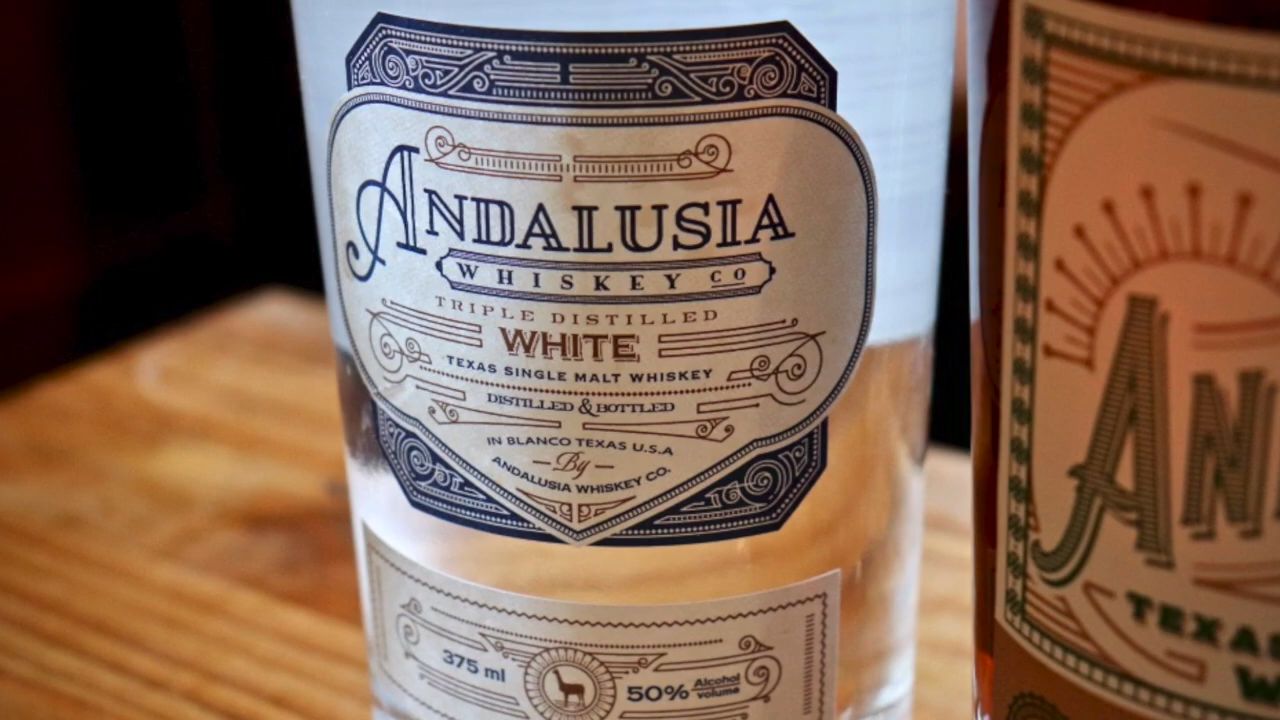 ANDALUSIA
WHISKEY CO
TRIPLE DISTILLED
WHITE
TEXAS SINGLE MALT WHISKEY
DISTILLED & BOTTLED
IN BLANCO TEXAS U.S.A
By
ANDALUSIA WHISKEY CO.
375 ml
50% Alcohol volume
AN
TEXAS
W